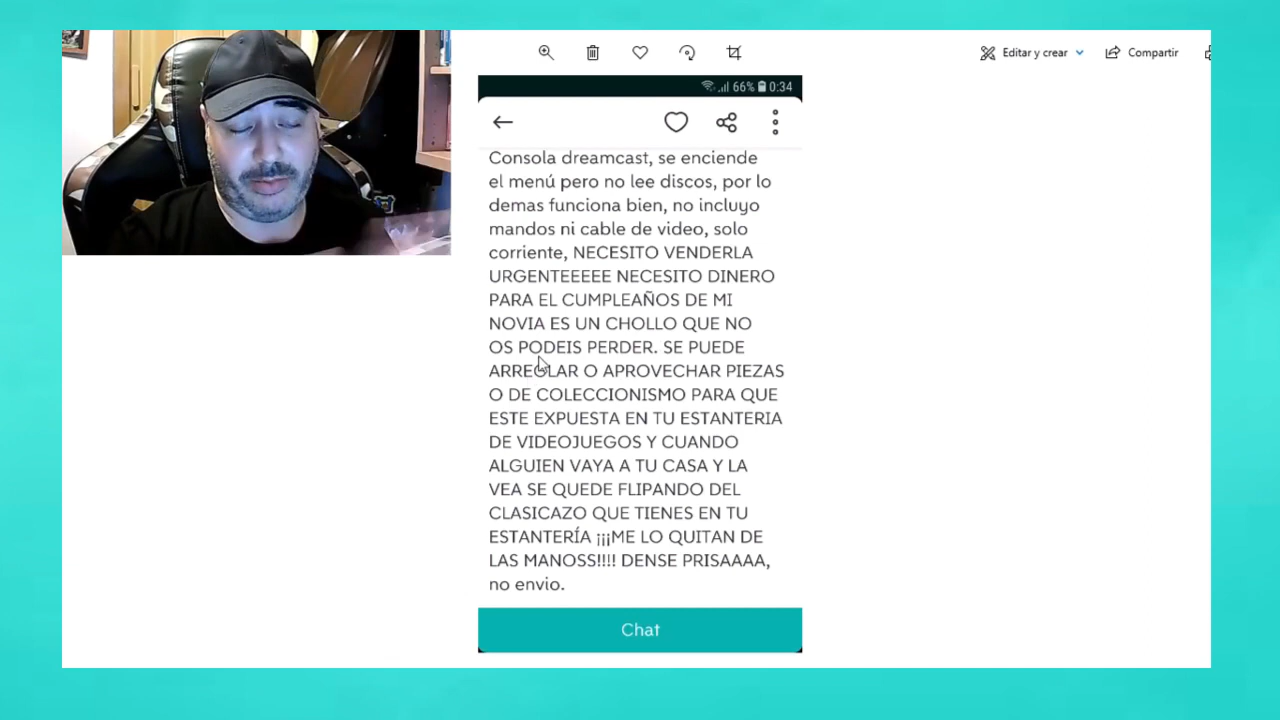 Editar y crear
Compartir
66% 0:34
Consola dreamcast, se enciende
el menú pero no lee discos, por lo
demas funciona bien, no incluyo
mandos ni cable de video, solo
corriente, NECESITO VENDERLA
URGENTEEEEE NECESITO DINERO
PARA EL CUMPLEAÑOS DE MI
NOVIA ES UN CHOLLO QUE NO
OS PODEIS PERDER. SE PUEDE
ARREGLAR O APROVECHAR PIEZAS
O DE COLECCIONISMO PARA QUE
ESTE EXPUESTA EN TU ESTANTERIA
DE VIDEOJUEGOS Y CUANDO
ALGUIEN VAYA A TU CASA Y LA
VEA SE QUEDE FLIPANDO DEL
CLASICAZO QUE TIENES EN TU
ESTANTERÍA ¡¡¡ME LO QUITAN DE
LAS MANOSS!!!! DENSE PRISAAAA,
no envio.
Chat